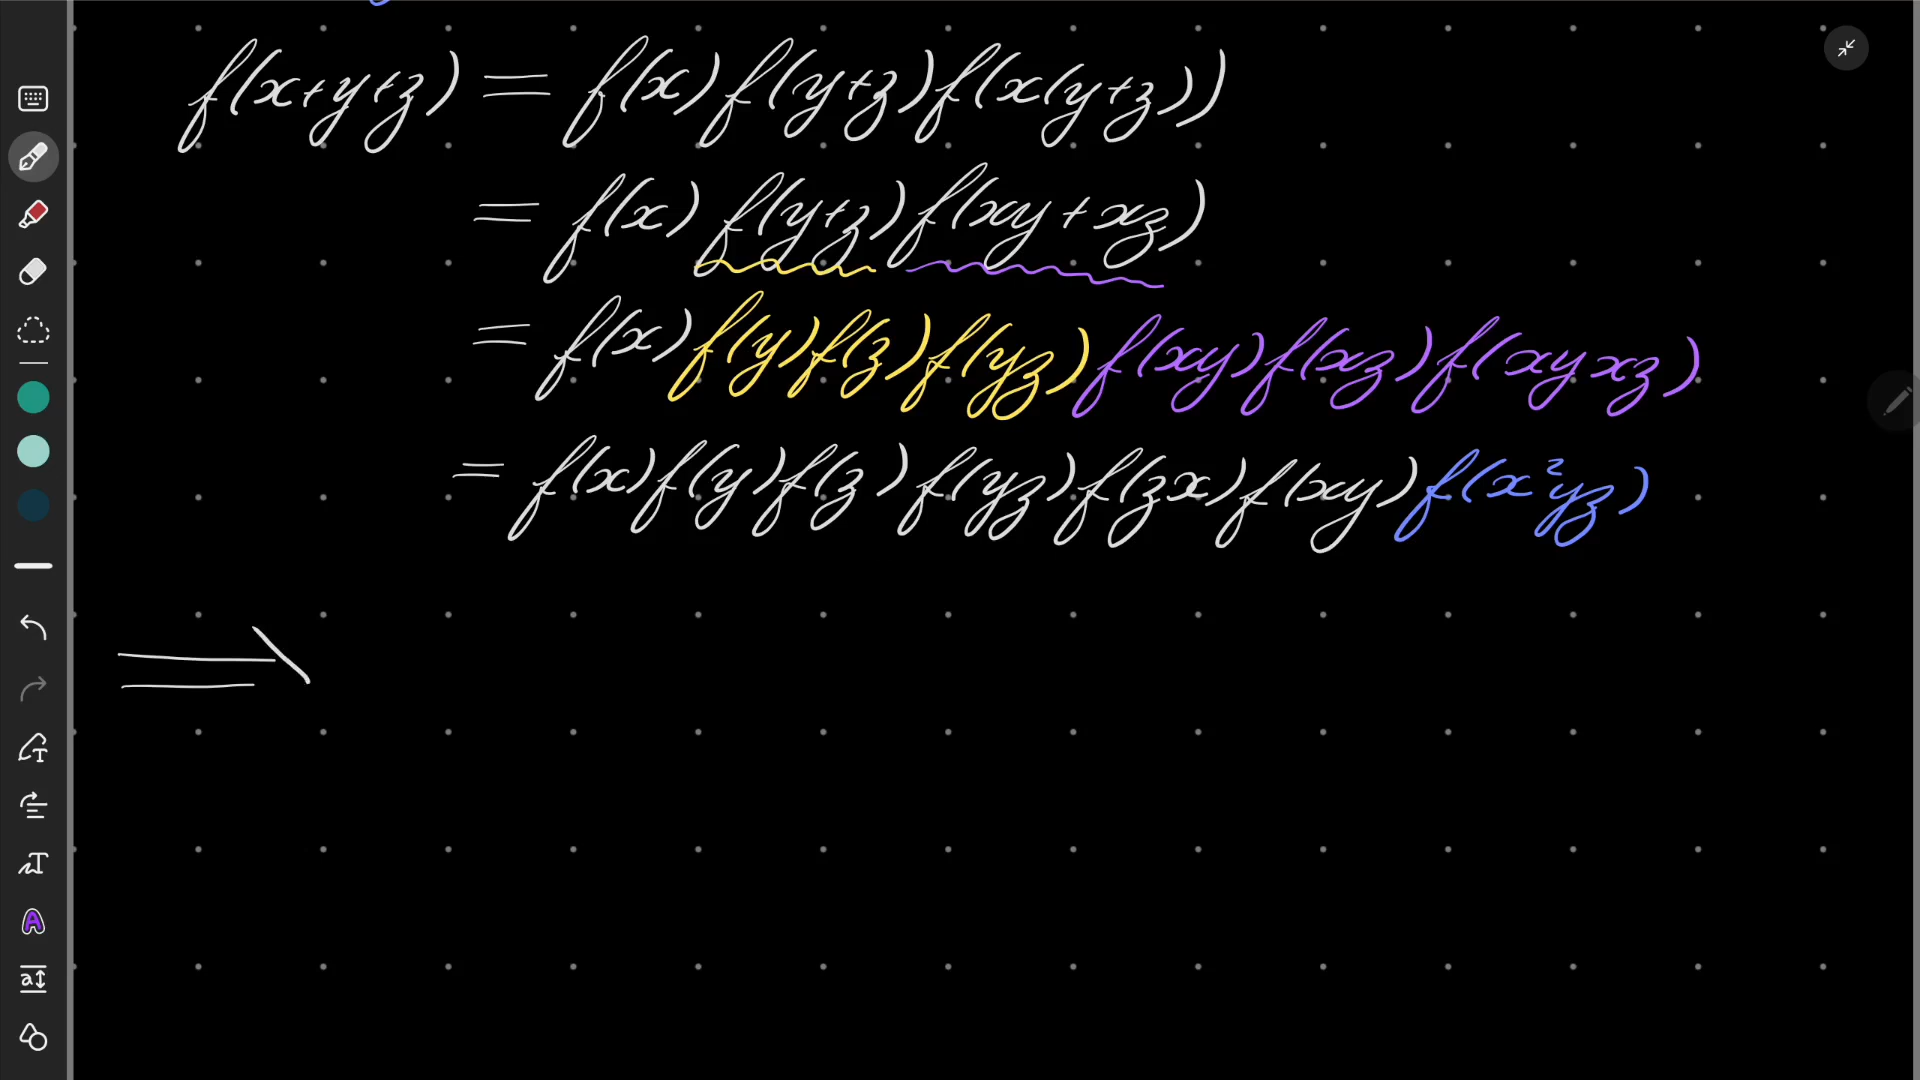 f(x+y+z) = f(x)f(y+z)f(x(y+z))
= f(x) f(y+z)f(xy+xz)
= f(x)f(y)f(z)f(yz)f(xy)f(xz)f(xyxz)
= f(x)f(y)f(z)f(yz)f(zx)f(xy)f(x²yz)